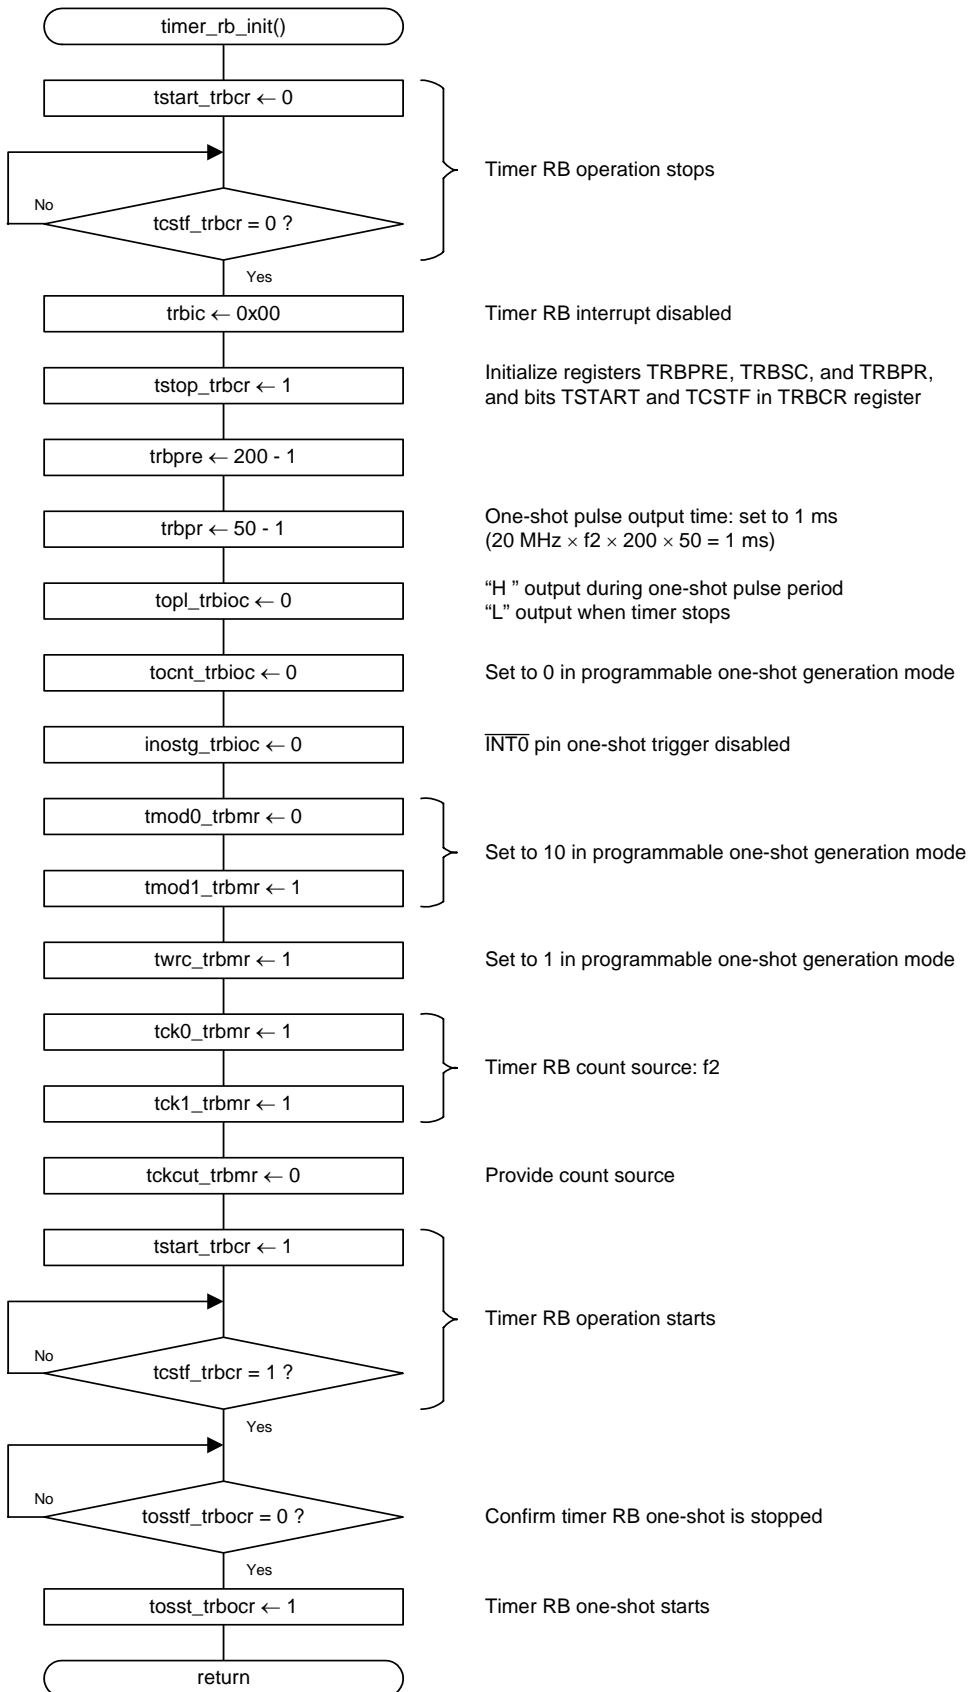 timer_rb_init()
tstart_trbcr ← 0
Timer RB operation stops
No
tcstf_trbcr = 0 ?
Yes
trbic ← 0x00
Timer RB interrupt disabled
tstop_trbcr ← 1
Initialize registers TRBPRE, TRBSC, and TRBPR,
and bits TSTART and TCSTF in TRBCR register
trbpre ← 200 - 1
trbpr ← 50 - 1
One-shot pulse output time: set to 1 ms
(20 MHz × f2 × 200 × 50 = 1 ms)
topl_trbioc ← 0
“H ” output during one-shot pulse period
“L” output when timer stops
tocnt_trbioc ← 0
Set to 0 in programmable one-shot generation mode
inostg_trbioc ← 0
INT0 pin one-shot trigger disabled
tmod0_trbmr ← 0
Set to 10 in programmable one-shot generation mode
tmod1_trbmr ← 1
twrc_trbmr ← 1
Set to 1 in programmable one-shot generation mode
tck0_trbmr ← 1
Timer RB count source: f2
tck1_trbmr ← 1
tckcut_trbmr ← 0
Provide count source
tstart_trbcr ← 1
Timer RB operation starts
No
tcstf_trbcr = 1 ?
Yes
No
tosstf_trbocr = 0 ?
Confirm timer RB one-shot is stopped
Yes
tosst_trbocr ← 1
Timer RB one-shot starts
return